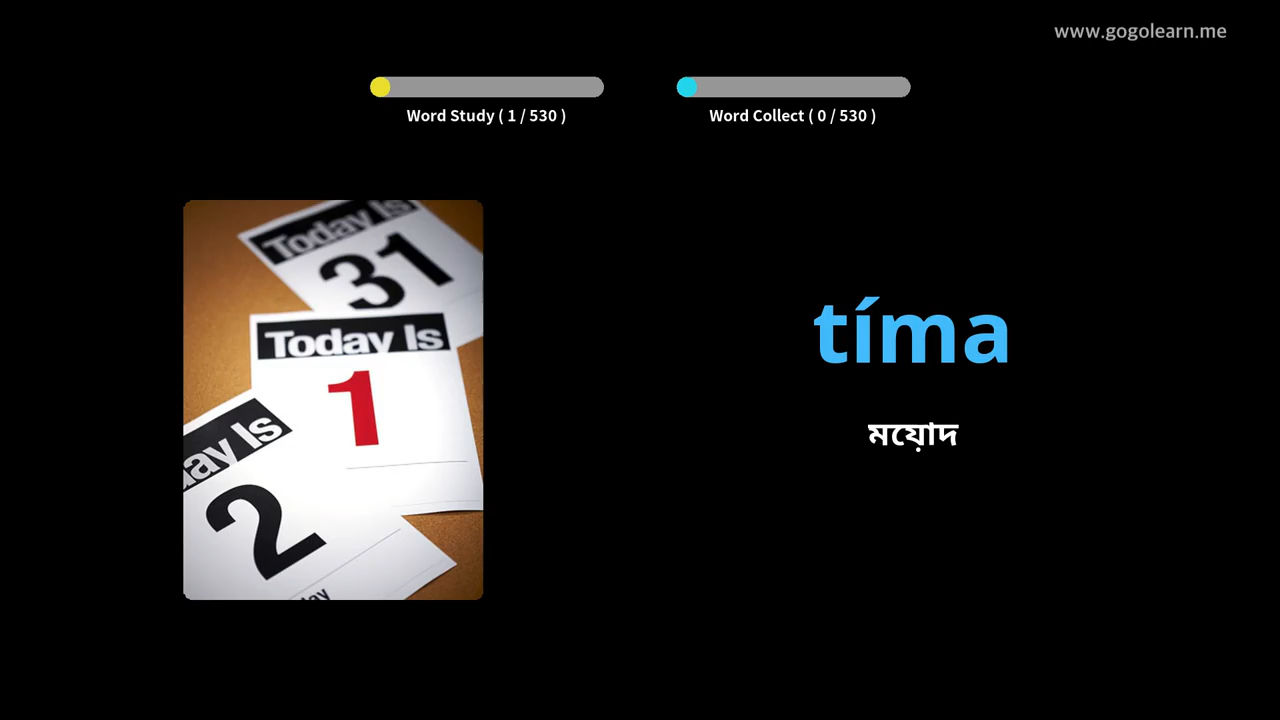 www.gogolearn.me
Word Study ( 1 / 530 )
Word Collect ( 0 / 530 )
Today Is
31
Today Is
1
ay Is
2
tíma
ময়োদ